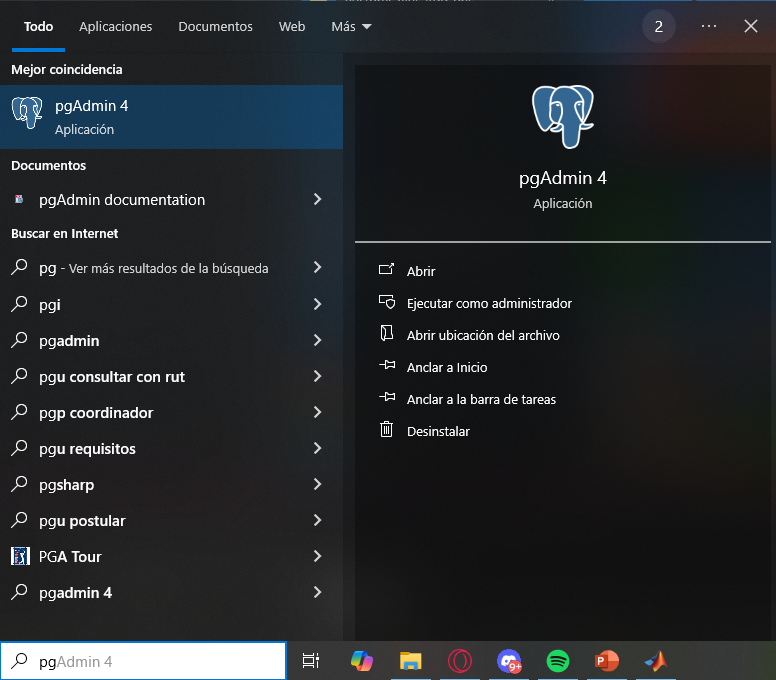 Todo Aplicaciones Documentos Web Más 2
Mejor coincidencia
pgAdmin 4
Aplicación
Documentos
pgAdmin documentation
Buscar en Internet
pg - Ver más resultados de la búsqueda
pgi
pgadmin
pgu consultar con rut
pgp coordinador
pgu requisitos
pgsharp
pgu postular
PGA Tour
pgadmin 4
pgAdmin 4
Aplicación
Abrir
Ejecutar como administrador
Abrir ubicación del archivo
Anclar a Inicio
Anclar a la barra de tareas
Desinstalar
pgAdmin 4
9+
P